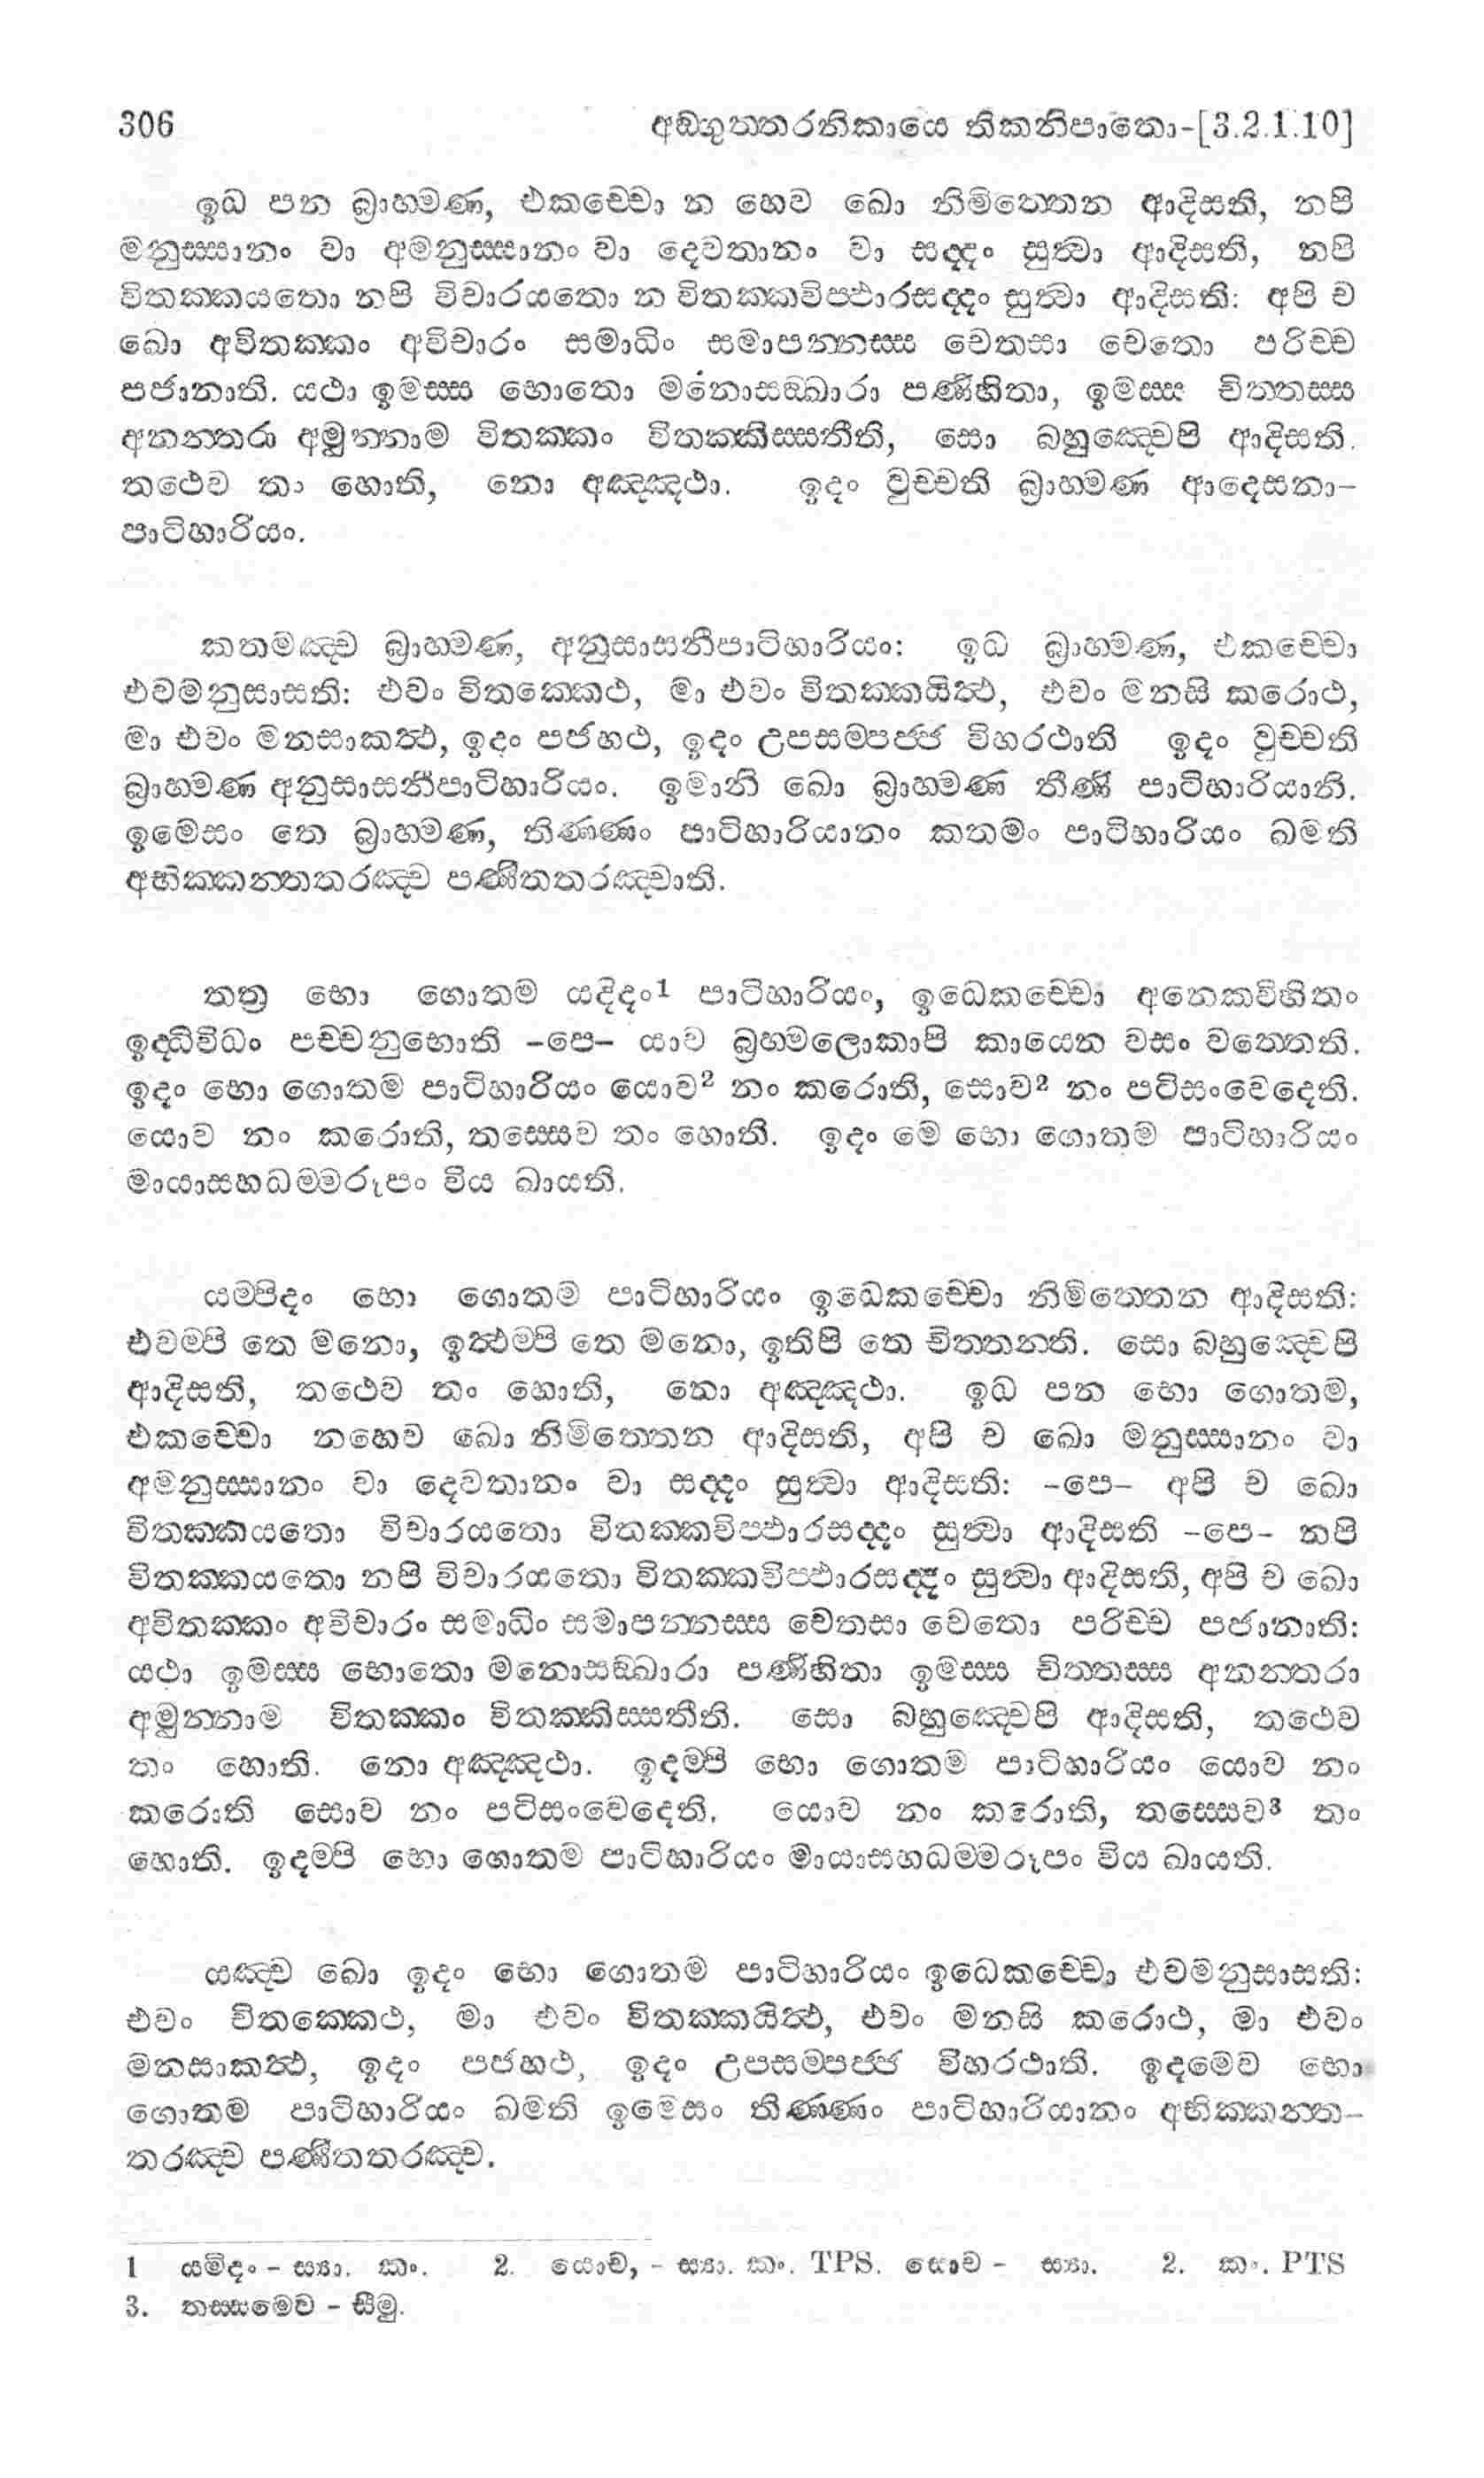 306 අඞ්ගුත්තරනිකායෙ තිකනිපාතො-[3.2.1.10]
ඉධ පන බ්‍රාහ්මණ, එකච්චො න හෙව ඛො නිමිත්තෙන ආදිසති, නපි
මනුස්සානං වා අමනුස්සානං වා දෙවතානං වා සද්දං සුත්වා ආදිසති, නපි
විතක්කයතො නපි විචාරයතො න විතක්කවිප්ඵාරසද්දං සුත්වා ආදිසති: අපි ච
ඛො අවිතක්කං අවිචාරං සමාධිං සමාපන්නස්ස චෙතසා චෙතො පරිච්ච
පජානාති. යථා ඉමස්ස භොතො මනොසඞ්ඛාරා පණිහිතා, ඉමස්ස චිත්තස්ස
අනන්තරා අමුන්නාම විතක්කං විතක්කිස්සතීති, සො බහුඤ්චෙපි ආදිසති.
තථෙව තං හොති, නො අඤ්ඤථා. ඉදං වුච්චති බ්‍රාහ්මණ ආදෙසනා-
පාටිහාරියං.
කතමඤ්ච බ්‍රාහ්මණ, අනුසාසනීපාටිහාරියං: ඉධ බ්‍රාහ්මණ, එකච්චො
එවමනුසාසති: එවං විතක්කෙථ, මා එවං විතක්කයිත්ථ, එවං මනසි කරොථ,
මා එවං මනසාකත්ථ, ඉදං පජහථ, ඉදං උපසම්පජ්ජ විහරථාති ඉදං වුච්චති
බ්‍රාහ්මණ අනුසාසනීපාටිහාරියං. ඉමානි ඛො බ්‍රාහ්මණ තීණි පාටිහාරියානි.
ඉමෙසං තෙ බ්‍රාහ්මණ, තිණ්ණං පාටිහාරියානං කතමං පාටිහාරියං ඛමති
අභික්කන්තතරඤ්ච පණීතතරඤ්චාති.
තත්‍ර භො ගොතම යදිදං1 පාටිහාරියං, ඉධෙකච්චො අනෙකවිහිතං
ඉද්ධිවිධං පච්චනුභොති -පෙ- යාව බ්‍රහ්මලොකාපි කායෙන වසං වත්තෙති.
ඉදං භො ගොතම පාටිහාරියං යොව2 නං කරොති, සොව2 නං පටිසංවෙදෙති.
යොව නං කරොති, තස්සෙව තං හොති. ඉදං මෙ භො ගොතම පාටිහාරියං
මායාසහධම්මරූපං විය ඛායති.
යම්පිදං භො ගොතම පාටිහාරියං ඉධෙකච්චො නිමිත්තෙන ආදිසති:
එවම්පි තෙ මනො, ඉත්ථම්පි තෙ මනො, ඉතිපි තෙ චිත්තන්ති. සො බහුඤ්චෙපි
ආදිසති, තථෙව තං හොති, නො අඤ්ඤථා. ඉධ පන භො ගොතම,
එකච්චො නහෙව ඛො නිමිත්තෙන ආදිසති, අපි ච ඛො මනුස්සානං වා
අමනුස්සානං වා දෙවතානං වා සද්දං සුත්වා ආදිසති: -පෙ- අපි ච ඛො
විතක්කයතො විචාරයතො විතක්කවිප්ඵාරසද්දං සුත්වා ආදිසති -පෙ- නපි
විතක්කයතො නපි විචාරයතො විතක්කවිප්ඵාරසද්දං සුත්වා ආදිසති, අපි ච ඛො
අවිතක්කං අවිචාරං සමාධිං සමාපන්නස්ස චෙතසා චෙතො පරිච්ච පජානාති:
යථා ඉමස්ස භොතො මනොසඞ්ඛාරා පණිහිතා ඉමස්ස චිත්තස්ස අනන්තරා
අමුන්නාම විතක්කං විතක්කිස්සතීති. සො බහුඤ්චෙපි ආදිසති, තථෙව
තං හොති. නො අඤ්ඤථා. ඉදම්පි භො ගොතම පාටිහාරියං යොව නං
කරොති සොව නං පටිසංවෙදෙති. යොව නං කරොති, තස්සෙව3 තං
හොති. ඉදම්පි භො ගොතම පාටිහාරියං මායාසහධම්මරූපං විය ඛායති.
යඤ්ච ඛො ඉදං භො ගොතම පාටිහාරියං ඉධෙකච්චො එවමනුසාසති:
එවං විතක්කෙථ, මා එවං විතක්කයිත්ථ, එවං මනසි කරොථ, මා එවං
මනසාකත්ථ, ඉදං පජහථ, ඉදං උපසම්පජ්ජ විහරථාති. ඉදමෙව භො
ගොතම පාටිහාරියං ඛමති ඉමෙසං තිණ්ණං පාටිහාරියානං අභික්කන්ත-
තරඤ්ච පණීතතරඤ්ච.
1 යමිදං - ස්‍යා. කං. 2. යොච, - ස්‍යා. කං. TPS. සොච - ස්‍යා. 2. කං. PTS
3. තස්සමෙව - සීමු.